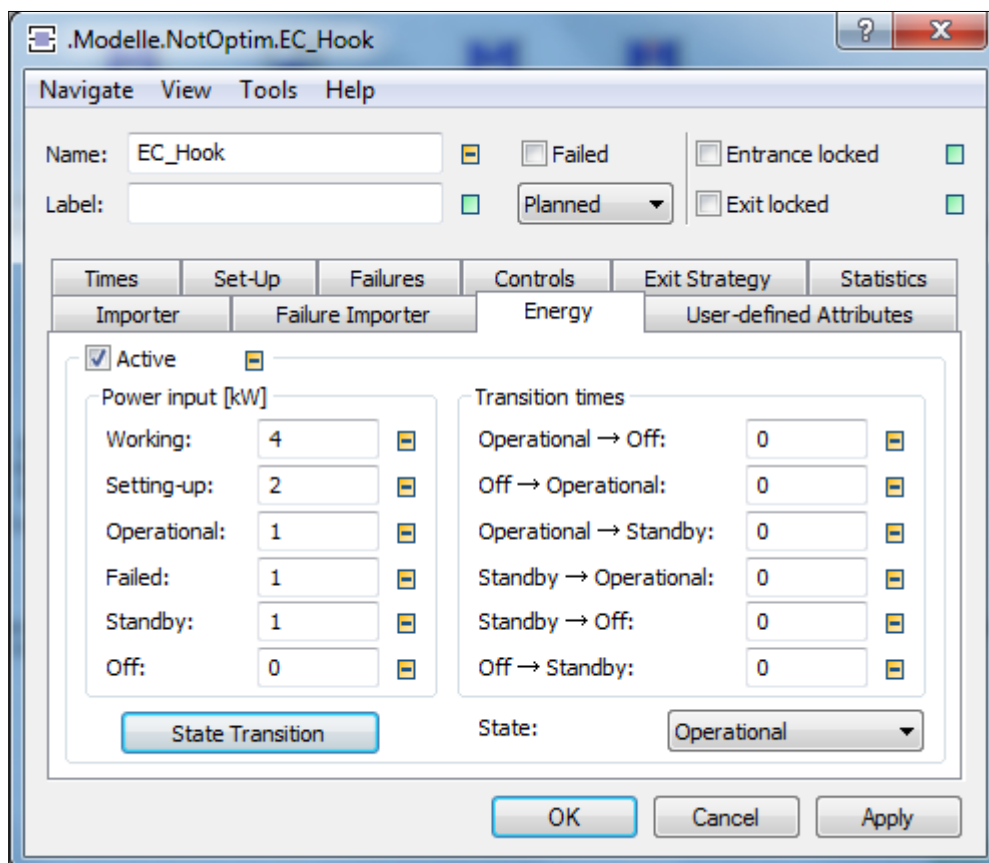 .Modelle.NotOptim.EC_Hook ? x
Navigate View Tools Help
Name: EC_Hook Failed Entrance locked
Label: Planned Exit locked
Times Set-Up Failures Controls Exit Strategy Statistics
Importer Failure Importer Energy User-defined Attributes
Active
Power input [kW] Transition times
Working: 4 Operational → Off: 0
Setting-up: 2 Off → Operational: 0
Operational: 1 Operational → Standby: 0
Failed: 1 Standby → Operational: 0
Standby: 1 Standby → Off: 0
Off: 0 Off → Standby: 0
State Transition State: Operational
OK Cancel Apply